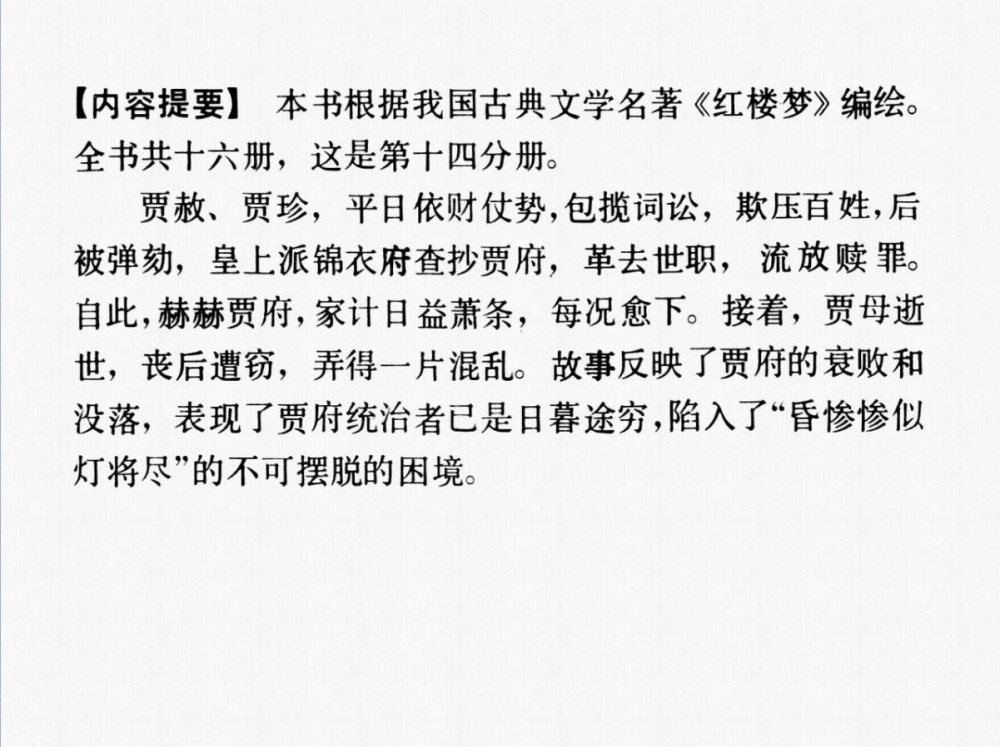 【内容提要】 本书根据我国古典文学名著《红楼梦》编绘。
全书共十六册，这是第十四分册。
贾赦、贾珍，平日依财仗势，包揽词讼，欺压百姓，后
被弹劾，皇上派锦衣府查抄贾府，革去世职，流放赎罪。
自此，赫赫贾府，家计日益萧条，每况愈下。接着，贾母逝
世，丧后遭窃，弄得一片混乱。故事反映了贾府的衰败和
没落，表现了贾府统治者已是日暮途穷，陷入了“昏惨惨似
灯将尽”的不可摆脱的困境。